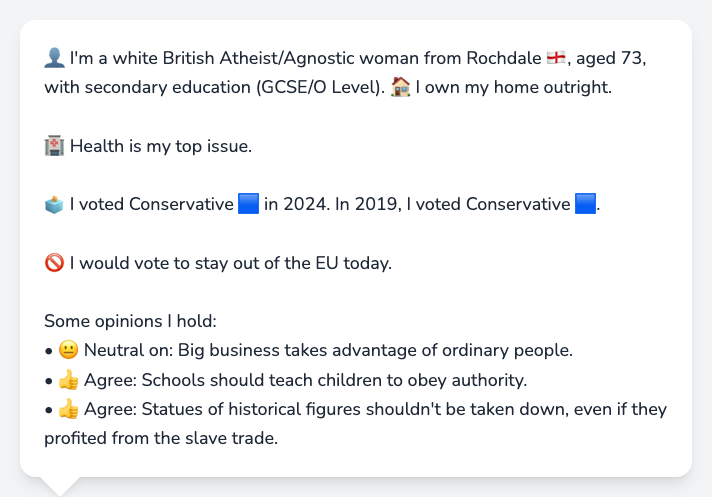 👤 I'm a white British Atheist/Agnostic woman from Rochdale 🏴󠁧󠁢󠁥󠁮󠁧󠁿, aged 73,
with secondary education (GCSE/O Level). 🏠 I own my home outright.
🏥 Health is my top issue.
🗳️ I voted Conservative 🟦 in 2024. In 2019, I voted Conservative 🟦.
🚫 I would vote to stay out of the EU today.
Some opinions I hold:
• 😐 Neutral on: Big business takes advantage of ordinary people.
• 👍 Agree: Schools should teach children to obey authority.
• 👍 Agree: Statues of historical figures shouldn't be taken down, even if they
profited from the slave trade.